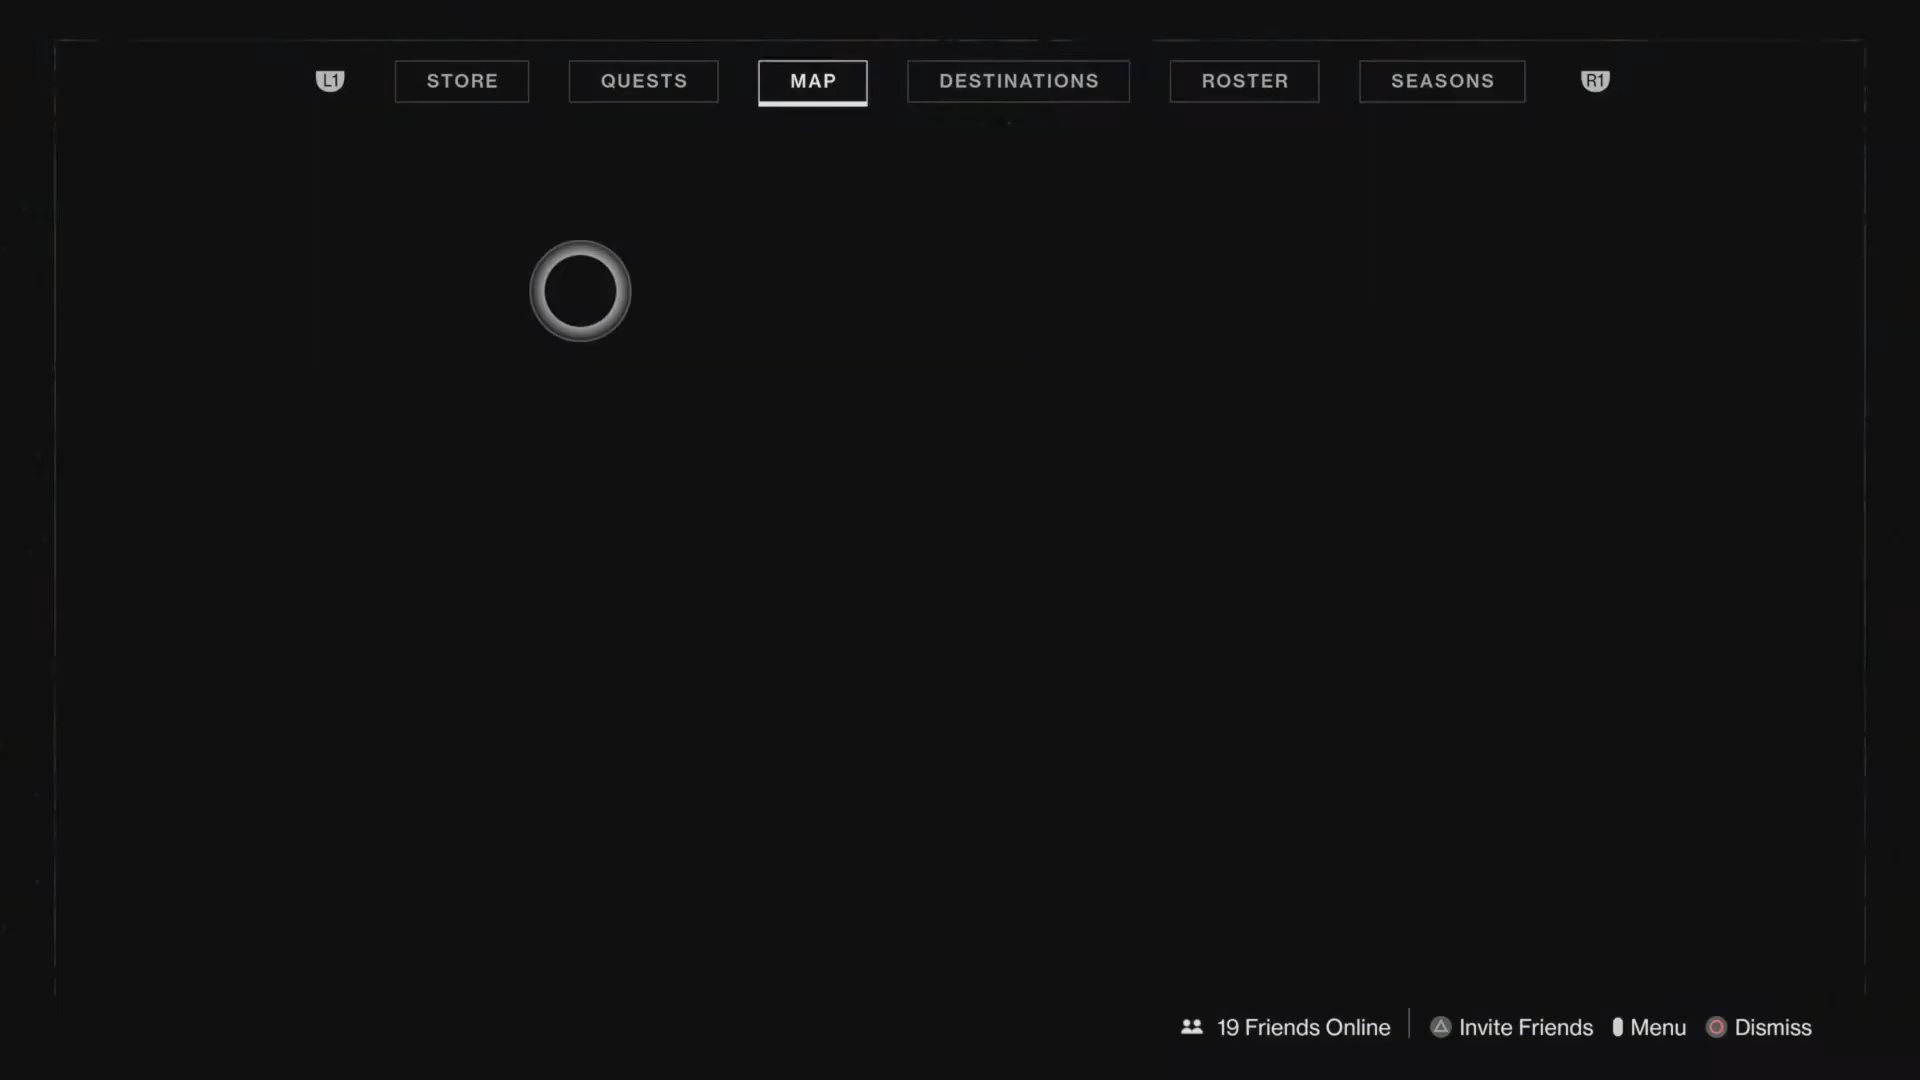 L1 STORE QUESTS MAP DESTINATIONS ROSTER SEASONS R1
19 Friends Online Invite Friends Menu Dismiss